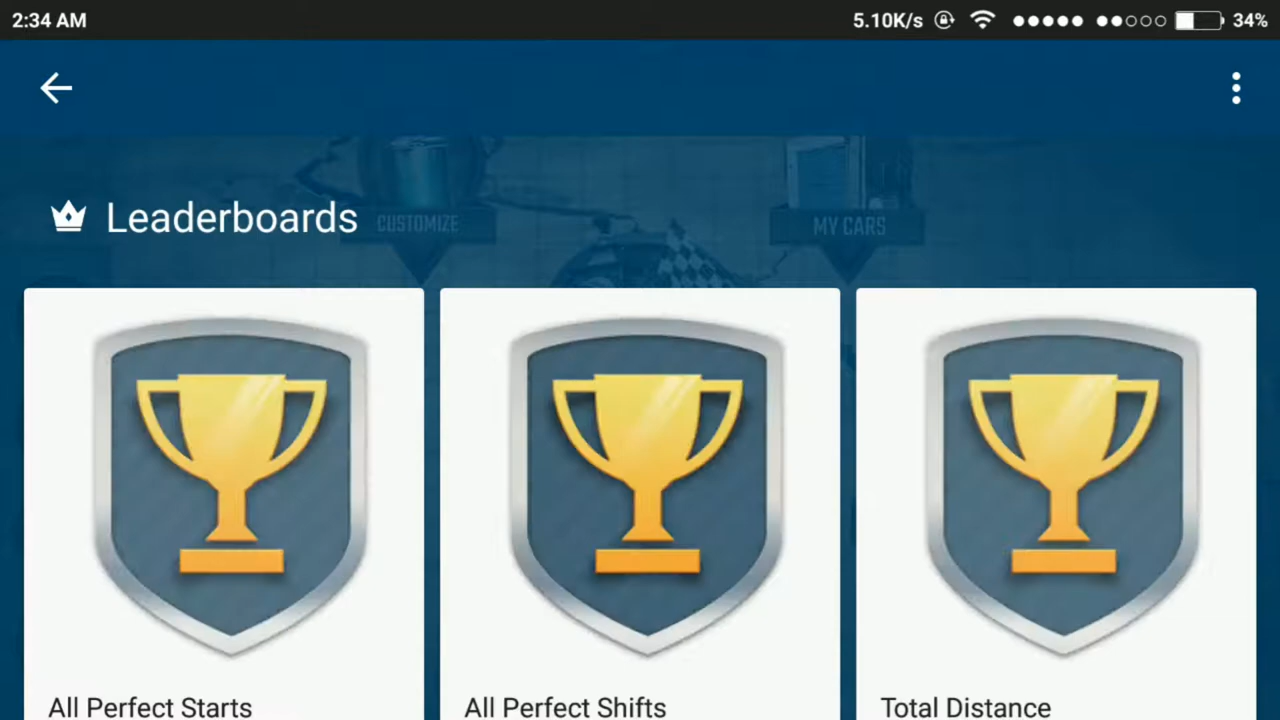 2:34 AM
5.10K/s
34%
Leaderboards
CUSTOMIZE
MY CARS
All Perfect Starts
All Perfect Shifts
Total Distance